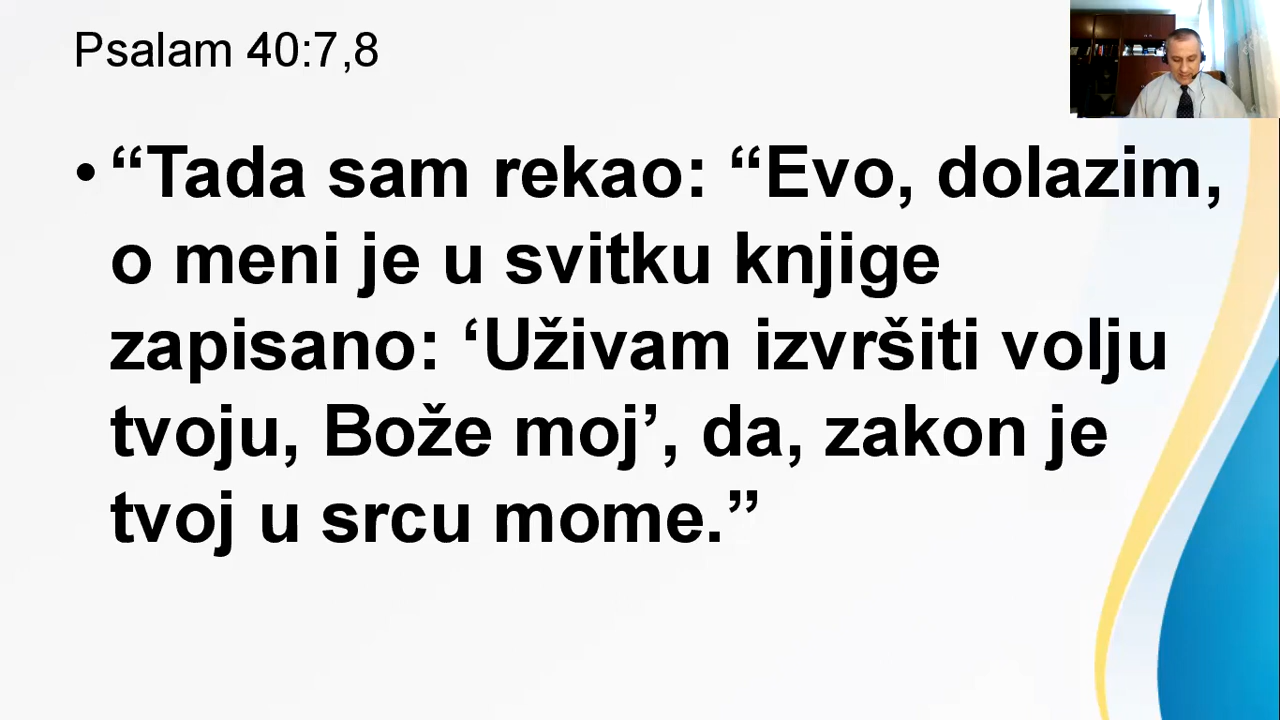 Psalam 40:7,8
• “Tada sam rekao: “Evo, dolazim,
o meni je u svitku knjige
zapisano: ‘Uživam izvršiti volju
tvoju, Bože moj’, da, zakon je
tvoj u srcu mome.”